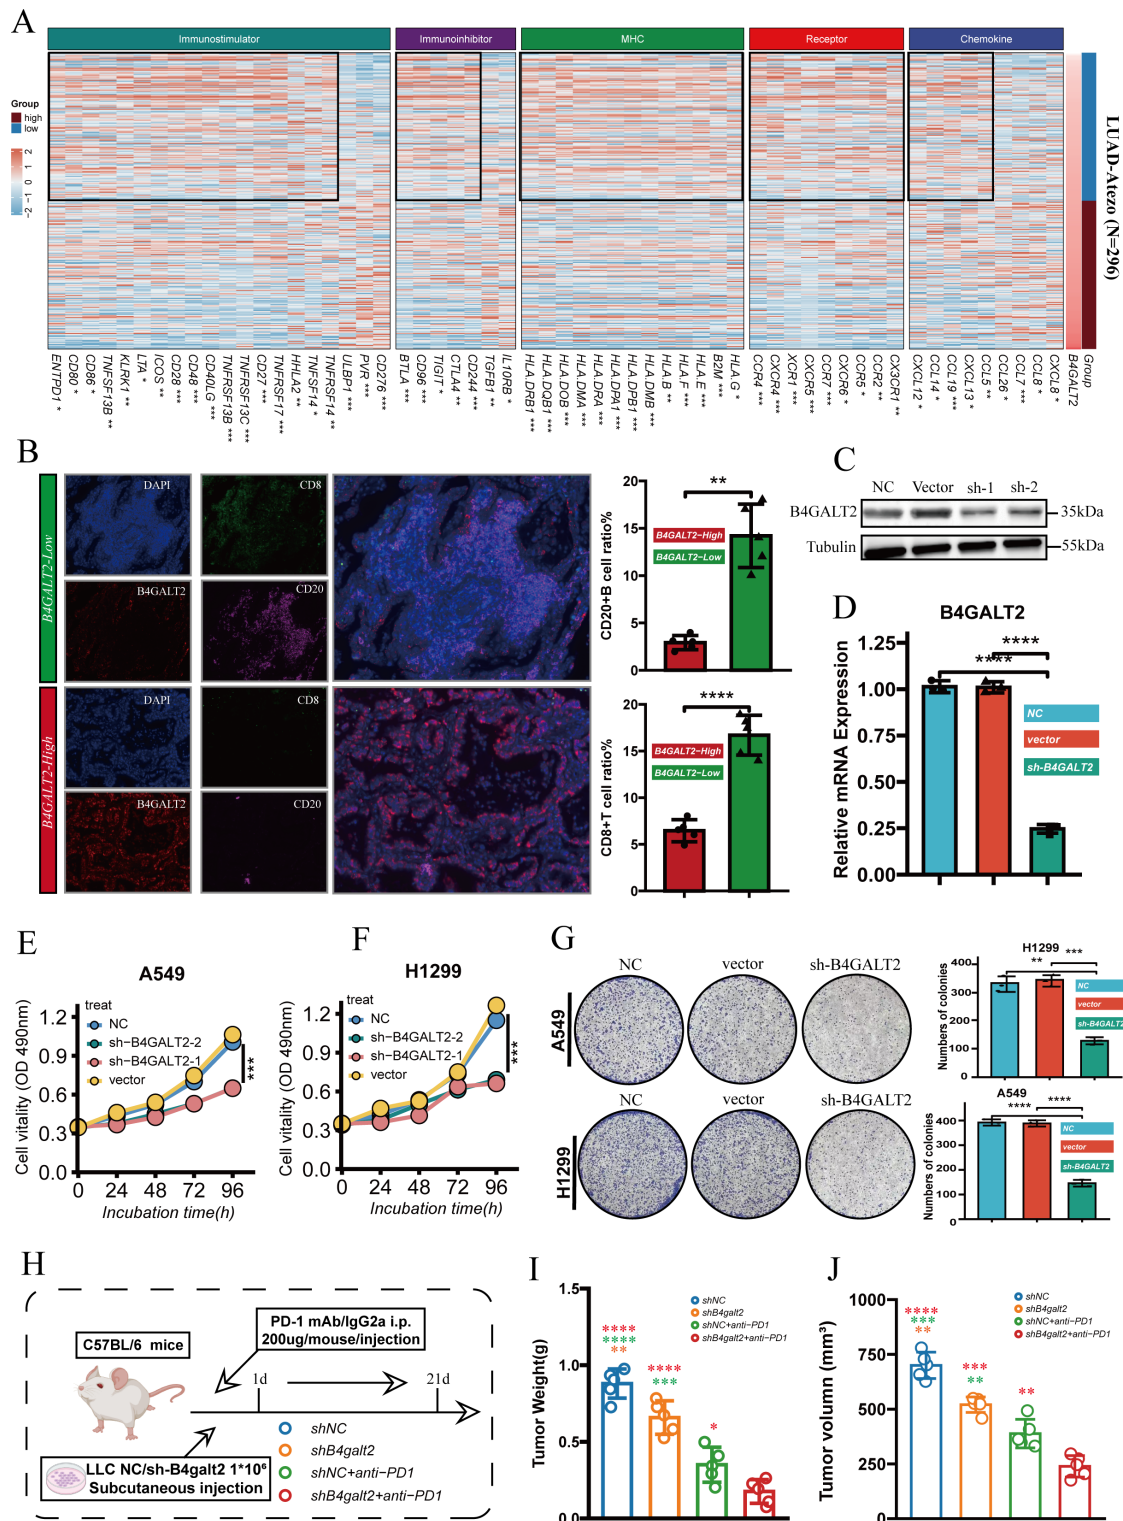 A
Immunostimulator
Immunoinhibitor
MHC
Receptor
Chemokine
Group
high
low
2
1
0
−1
−2
LUAD-Atezo (N=296)
ENTPD1 *
CD80 *
CD86 *
TNFSF13B **
KLRK1 **
LTA *
ICOS **
CD28 ***
CD48 ***
CD40LG ***
TNFRSF13B ***
TNFRSF13C ***
CD27 ***
TNFRSF17 ***
HHLA2 **
TNFSF14 *
TNFRSF14 **
ULBP1 ***
PVR ***
CD276 ***
BTLA ***
CD96 ***
TIGIT *
CTLA4 **
CD244 ***
TGFB1 **
IL10RB *
HLA.DRB1 ***
HLA.DQB1 ***
HLA.DOB ***
HLA.DMA ***
HLA.DRA ***
HLA.DPA1 ***
HLA.DPB1 ***
HLA.DMB ***
HLA.B **
HLA.F ***
HLA.E ***
B2M **
HLA.G *
CCR4 ***
CXCR4 ***
XCR1 ***
CXCR5 ***
CCR7 ***
CXCR6 *
CCR5 *
CCR2 **
CX3CR1 **
CXCL12 *
CCL14 *
CCL19 ***
CXCL13 *
CCL5 **
CCL26 *
CCL7 ***
CCL8 *
CXCL8 *
B4GALT2
Group
B
B4GALT2-Low
DAPI
CD8
B4GALT2
CD20
B4GALT2-High
DAPI
CD8
B4GALT2
CD20
CD20+B cell ratio%
20
15
10
5
0
**
B4GALT2−High
B4GALT2−Low
CD8+T cell ratio%
20
15
10
5
0
****
B4GALT2−High
B4GALT2−Low
C
NC Vector sh-1 sh-2
B4GALT2
35kDa
Tubulin
55kDa
D
B4GALT2
Relative mRNA Expression
1.25
1.00
0.75
0.50
0.25
0.00
****
****
NC
vector
sh-B4GALT2
E
A549
Cell vitality (OD 490nm)
1.2
0.9
0.6
0.3
0.0
treat
NC
sh-B4GALT2-2
sh-B4GALT2-1
vector
***
0 24 48 72 96
Incubation time(h)
F
H1299
Cell vitality (OD 490nm)
1.2
0.9
0.6
0.3
0.0
treat
NC
sh-B4GALT2-2
sh-B4GALT2-1
vector
***
0 24 48 72 96
Incubation time(h)
G
NC vector sh-B4GALT2
A549
NC vector sh-B4GALT2
H1299
H1299
Numbers of colonies
400
300
200
100
0
** ***
NC
vector
sh-B4GALT2
A549
Numbers of colonies
400
300
200
100
0
**** ****
NC
vector
sh-B4GALT2
H
C57BL/6 mice
PD-1 mAb/IgG2a i.p.
200ug/mouse/injection
1d
21d
LLC NC/sh-B4galt2 1*10⁶
Subcutaneous injection
shNC
shB4galt2
shNC+anti−PD1
shB4galt2+anti−PD1
I
Tumor Weight(g)
1.5
1.0
0.5
0.0
****
****
**
****
***
*
shNC
shB4galt2
shNC+anti−PD1
shB4galt2+anti−PD1
J
Tumor volumn (mm³)
1000
750
500
250
0
****
***
**
***
**
**
shNC
shB4galt2
shNC+anti−PD1
shB4galt2+anti−PD1